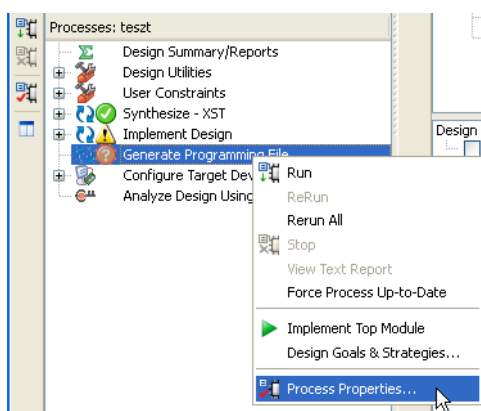 Processes: teszt
Design Summary/Reports
Design Utilities
User Constraints
Synthesize - XST
Implement Design
Generate Programming File
Configure Target Dev
Analyze Design Using
Design
Run
ReRun
Rerun All
Stop
View Text Report
Force Process Up-to-Date
Implement Top Module
Design Goals & Strategies...
Process Properties...